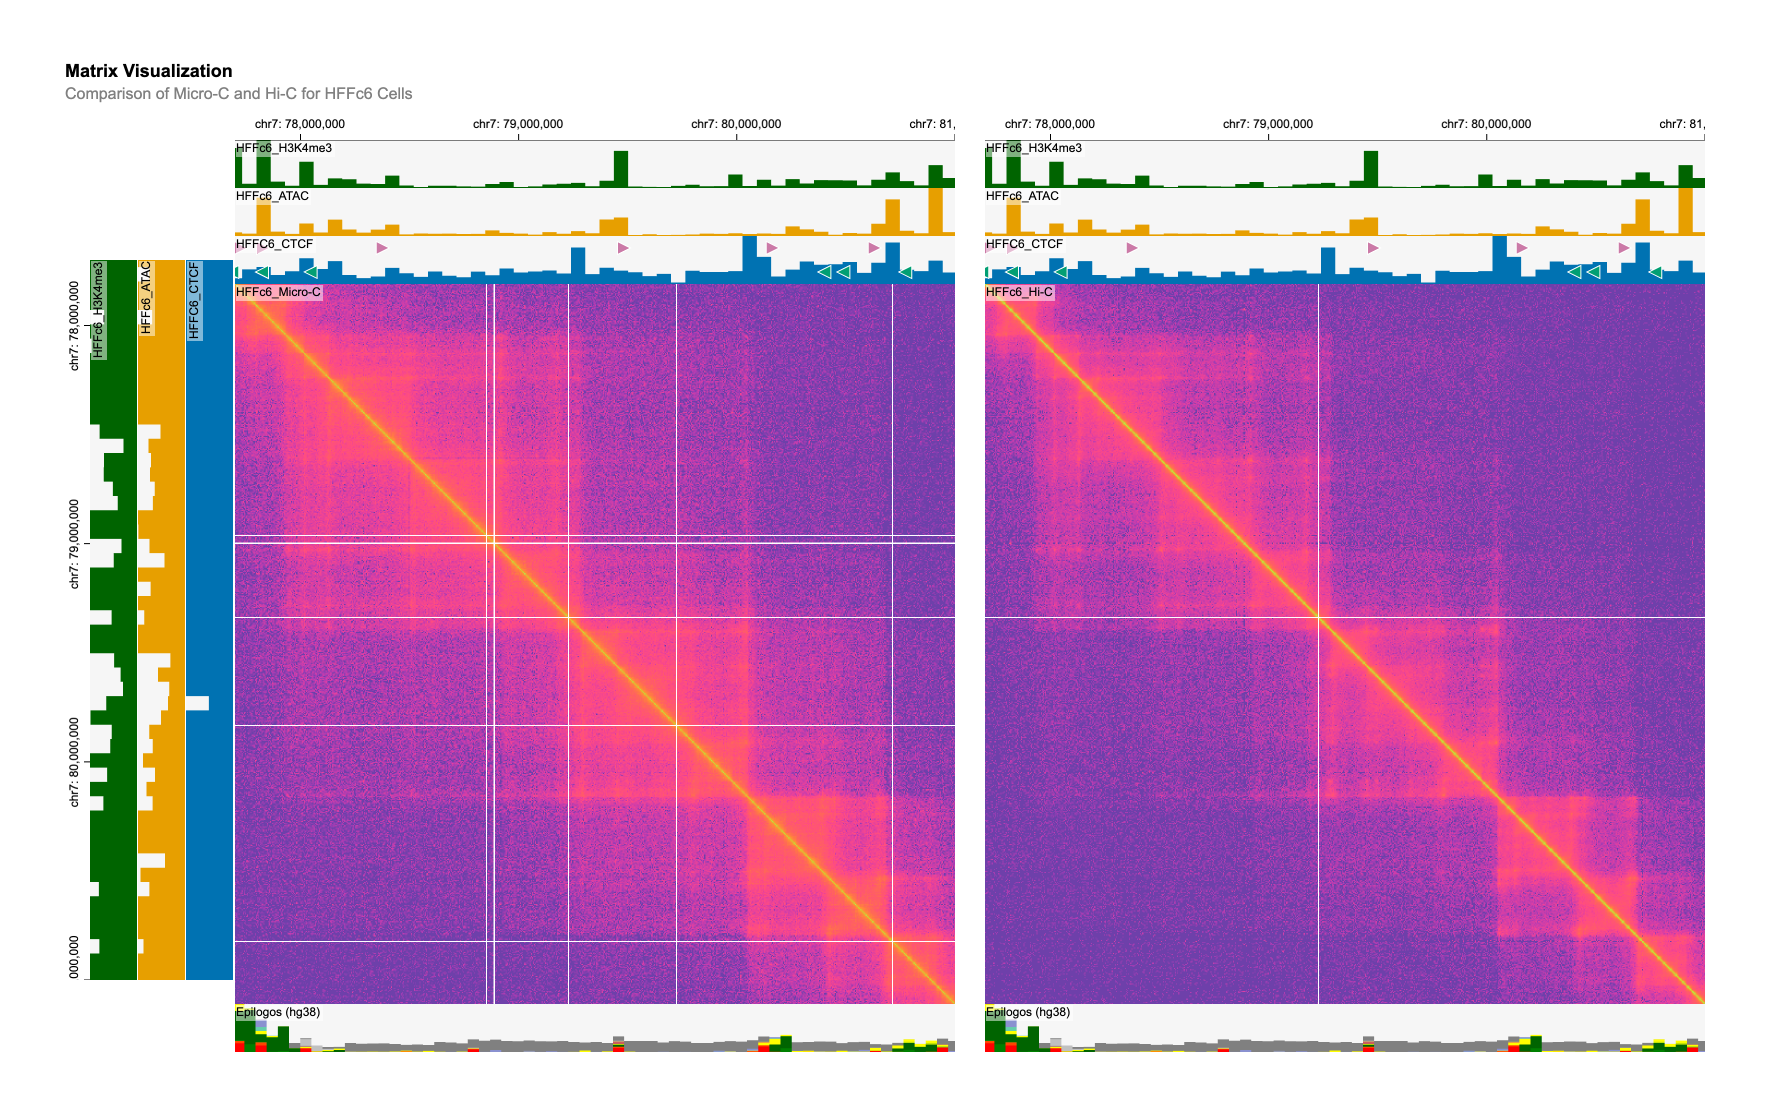 Matrix Visualization
Comparison of Micro-C and Hi-C for HFFc6 Cells
chr7: 78,000,000
chr7: 79,000,000
chr7: 80,000,000
chr7: 81,
chr7: 78,000,000
chr7: 79,000,000
chr7: 80,000,000
chr7: 81,
HFFc6_H3K4me3
HFFc6_H3K4me3
HFFc6_ATAC
HFFc6_ATAC
HFFC6_CTCF
HFFC6_CTCF
HFFc6_H3K4me3
HFFc6_ATAC
HFFC6_CTCF
HFFc6_Micro-C
HFFc6_Hi-C
chr7: 78,000,000
chr7: 79,000,000
chr7: 80,000,000
000,000
Epilogos (hg38)
Epilogos (hg38)